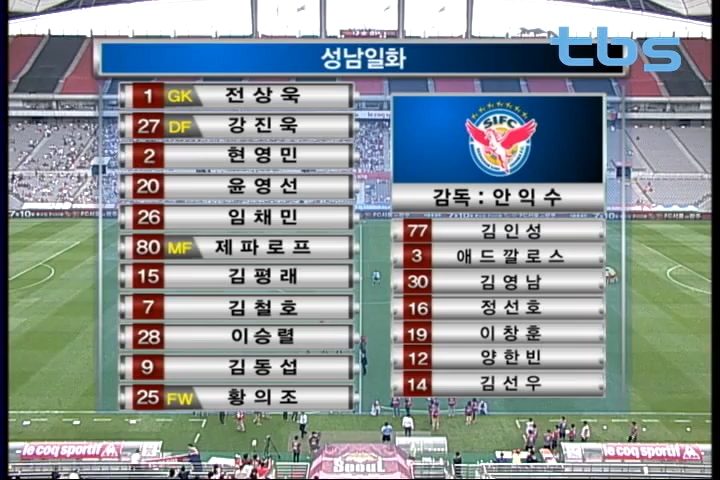 tbs
성남일화
1 GK 전상욱
27 DF 강진욱
2 현영민
20 윤영선
26 임채민
80 MF 제파로프
15 김평래
7 김철호
28 이승렬
9 김동섭
25 FW 황의조
SIFC
감독 : 안익수
77 김인성
3 애드깔로스
30 김영남
16 정선호
19 이창훈
12 양한빈
14 김선우
le coq sportif
le coq sportif
Seoul